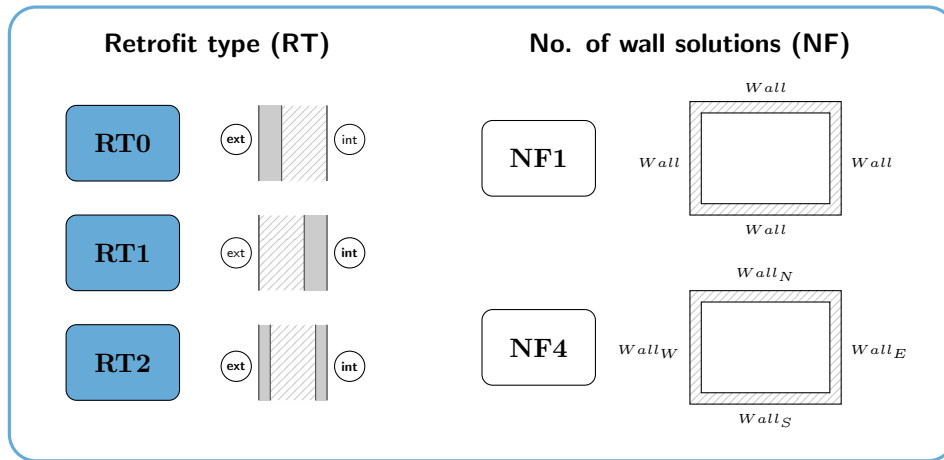 Retrofit type (RT)
No. of wall solutions (NF)
RT0
ext
int
RT1
ext
int
RT2
ext
int
Wall
NF1
Wall
Wall
Wall
Wall_N
NF4
Wall_W
Wall_E
Wall_S